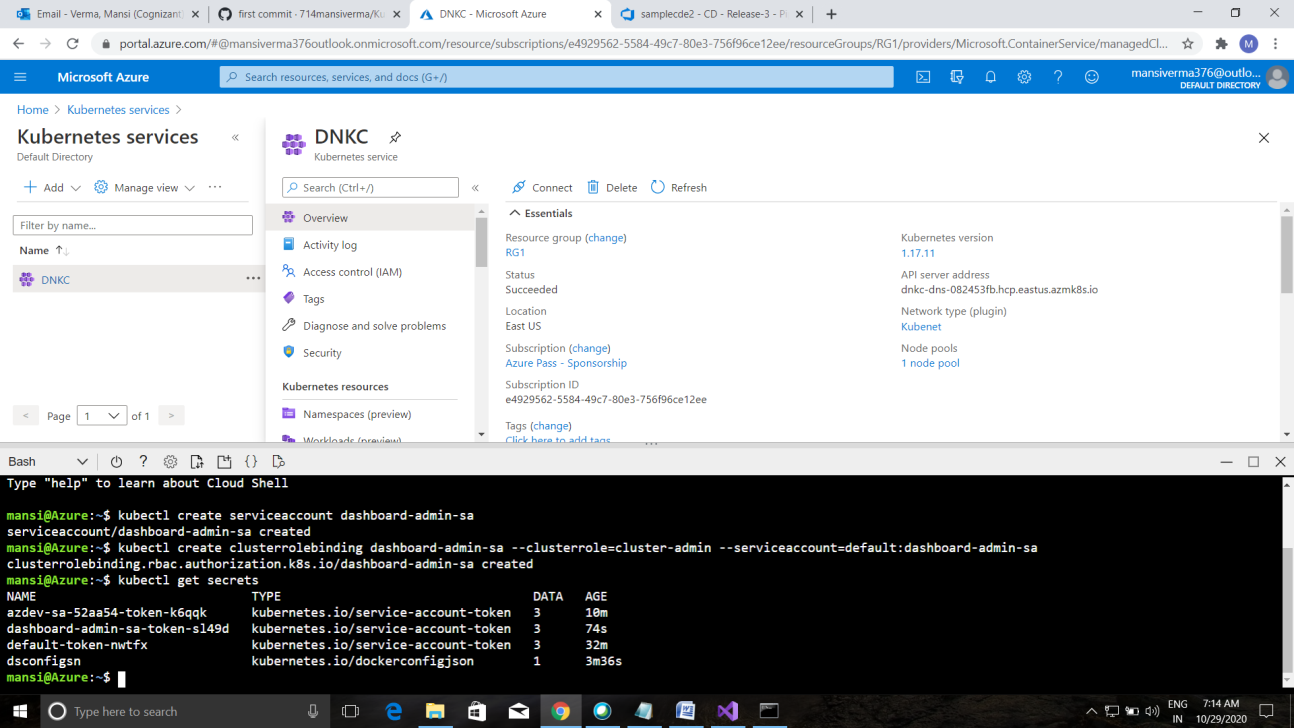 Email - Verma, Mansi (Cognizant)
first commit · 714mansiverma/Ku
DNKC - Microsoft Azure
samplecde2 - CD - Release-3 - Pi
portal.azure.com/#@mansiverma376outlook.onmicrosoft.com/resource/subscriptions/e4929562-5584-49c7-80e3-756f96ce12ee/resourceGroups/RG1/providers/Microsoft.ContainerService/managedCl...
M
Microsoft Azure
Search resources, services, and docs (G+/)
mansiverma376@outlo...
DEFAULT DIRECTORY
Home > Kubernetes services >
Kubernetes services
Default Directory
Add
Manage view
Filter by name...
Name
DNKC
< Page 1 of 1 >
DNKC
Kubernetes service
Search (Ctrl+/)
Overview
Activity log
Access control (IAM)
Tags
Diagnose and solve problems
Security
Kubernetes resources
Namespaces (preview)
Workloads (preview)
Connect Delete Refresh
Essentials
Resource group (change)
RG1
Status
Succeeded
Location
East US
Subscription (change)
Azure Pass - Sponsorship
Subscription ID
e4929562-5584-49c7-80e3-756f96ce12ee
Tags (change)
Click here to add tags
Kubernetes version
1.17.11
API server address
dnkc-dns-082453fb.hcp.eastus.azmk8s.io
Network type (plugin)
Kubenet
Node pools
1 node pool
Bash
Type "help" to learn about Cloud Shell
mansi@Azure:~$ kubectl create serviceaccount dashboard-admin-sa
serviceaccount/dashboard-admin-sa created
mansi@Azure:~$ kubectl create clusterrolebinding dashboard-admin-sa --clusterrole=cluster-admin --serviceaccount=default:dashboard-admin-sa
clusterrolebinding.rbac.authorization.k8s.io/dashboard-admin-sa created
mansi@Azure:~$ kubectl get secrets
NAME TYPE DATA AGE
azdev-sa-52aa54-token-k6qqk kubernetes.io/service-account-token 3 10m
dashboard-admin-sa-token-sl49d kubernetes.io/service-account-token 3 74s
default-token-nwtfx kubernetes.io/service-account-token 3 32m
dsconfigsn kubernetes.io/dockerconfigjson 1 3m36s
mansi@Azure:~$
Type here to search
ENG
IN
7:14 AM
10/29/2020